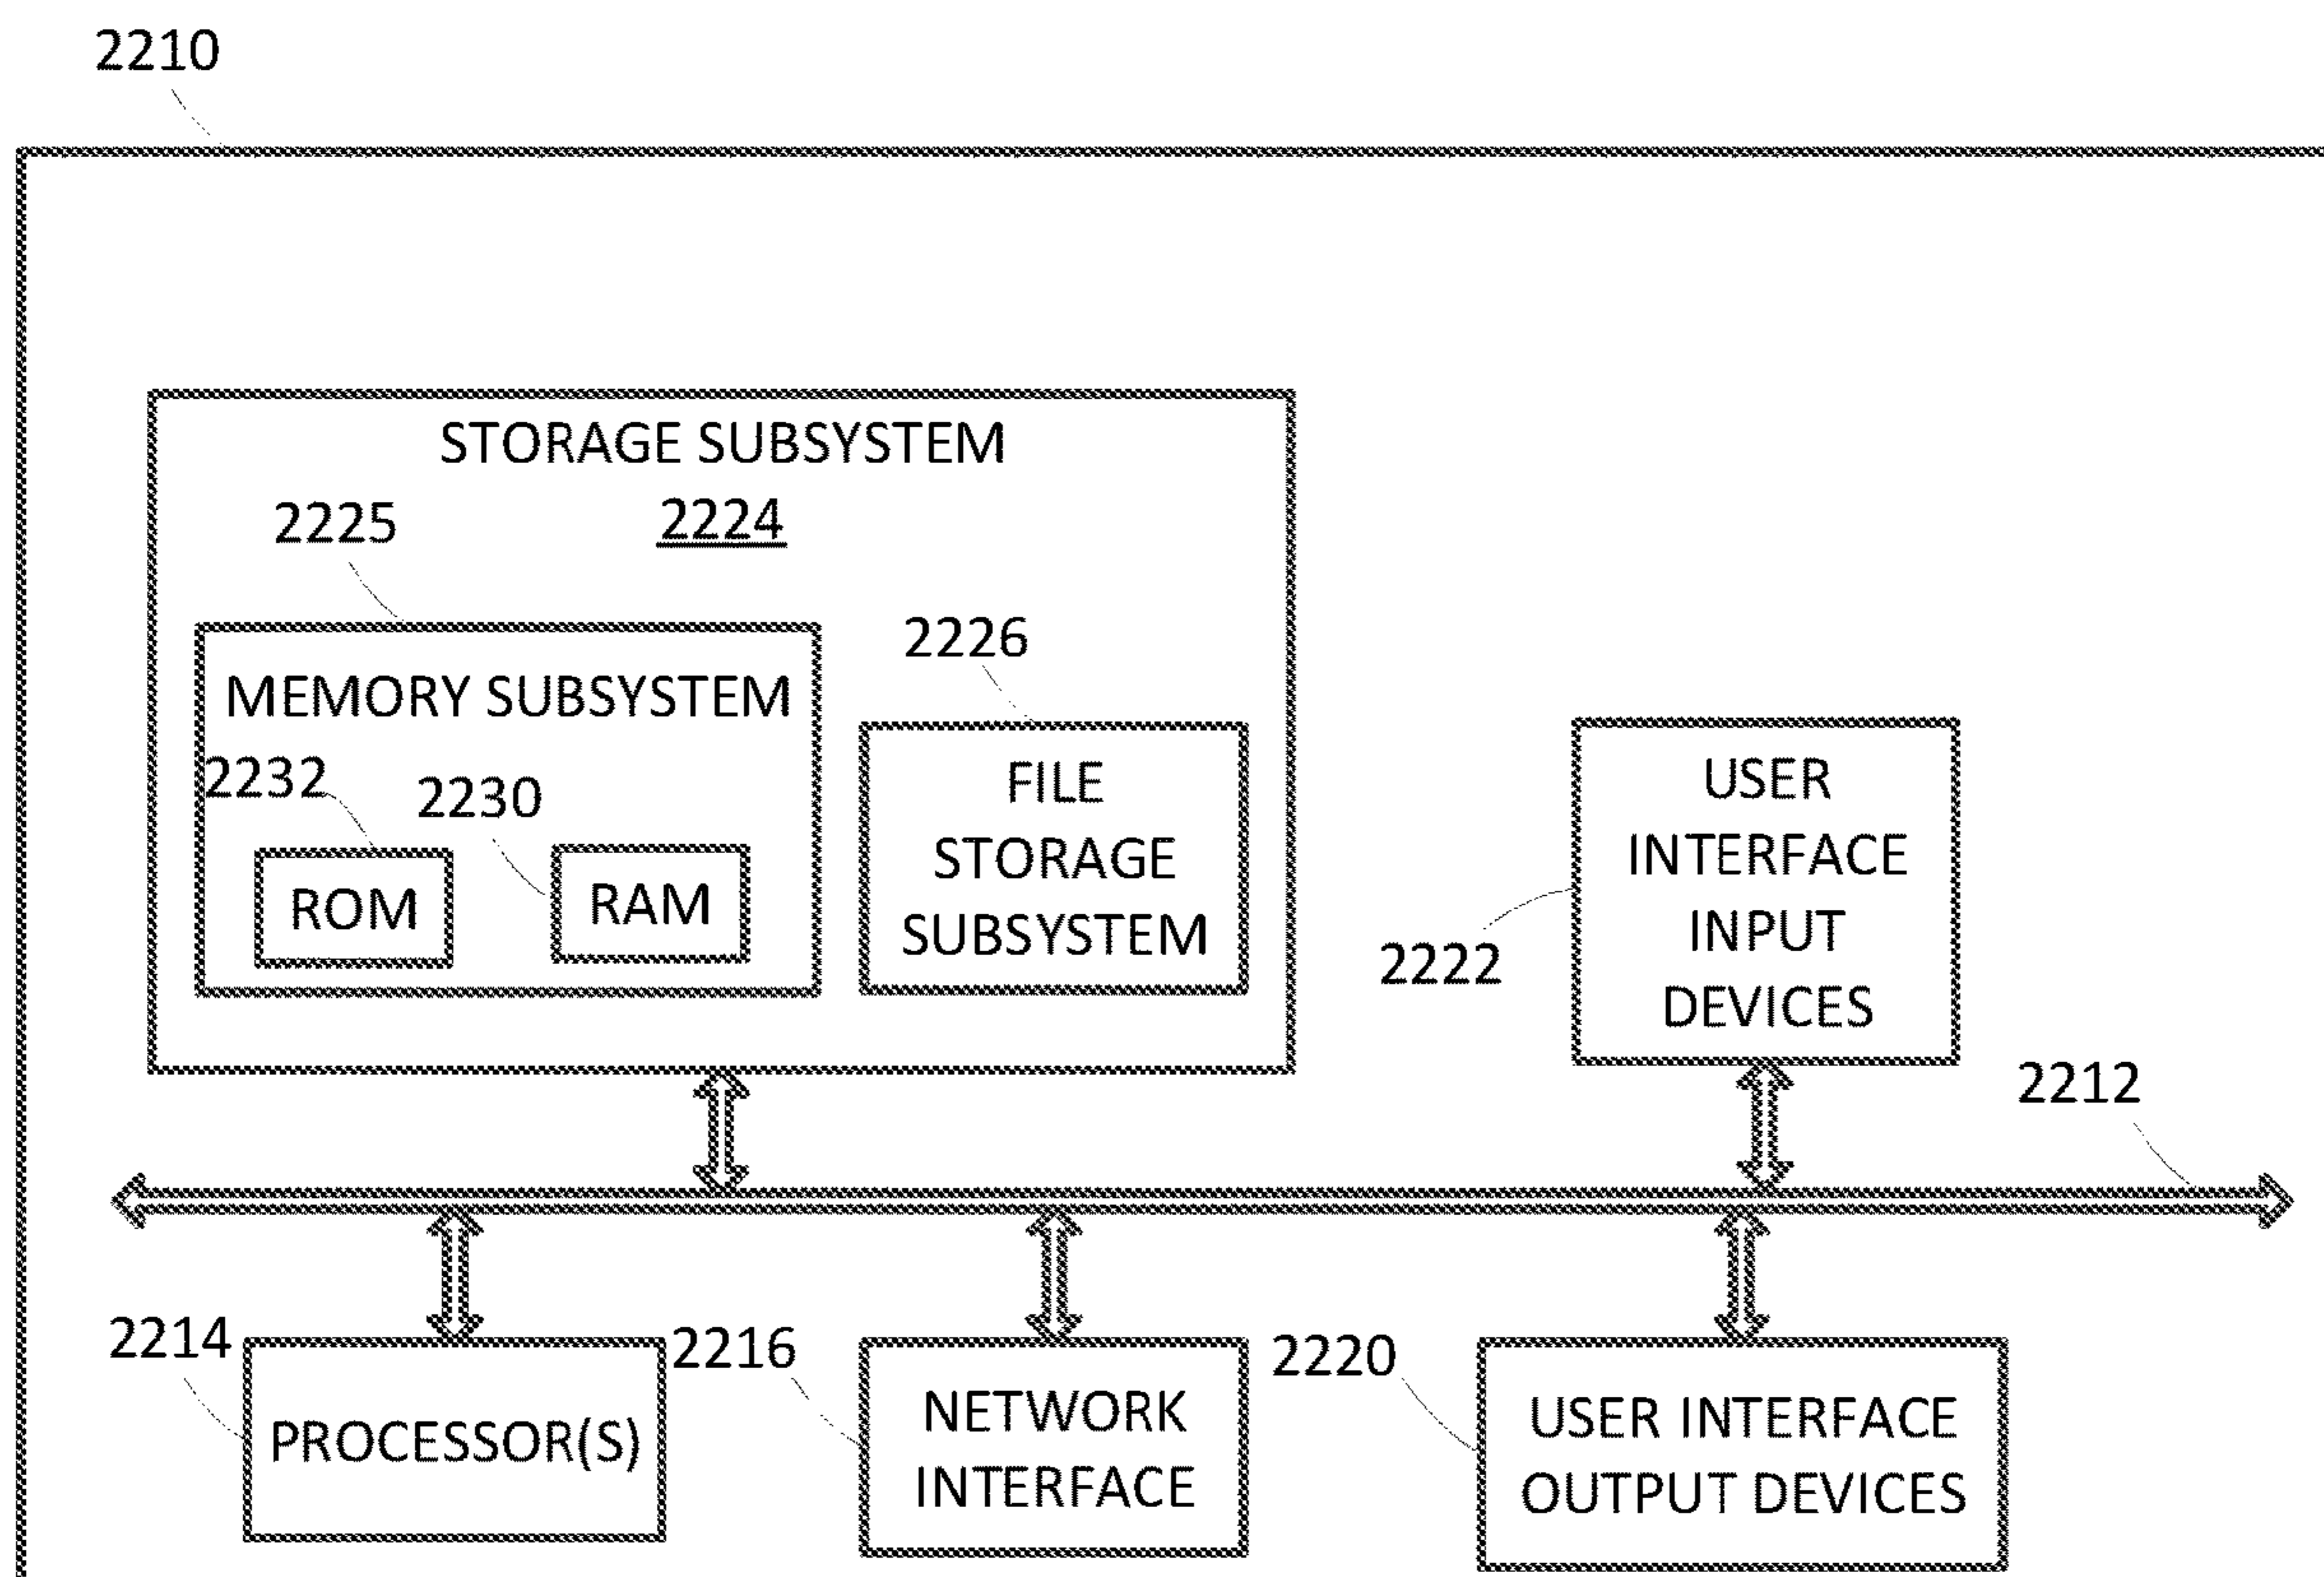 2210
STORAGE SUBSYSTEM
2224
2225
MEMORY SUBSYSTEM
2232
2230
ROM
RAM
2226
FILE
STORAGE
SUBSYSTEM
USER
INTERFACE
INPUT
DEVICES
2222
2212
2214
PROCESSOR(S)
2216
NETWORK
INTERFACE
2220
USER INTERFACE
OUTPUT DEVICES